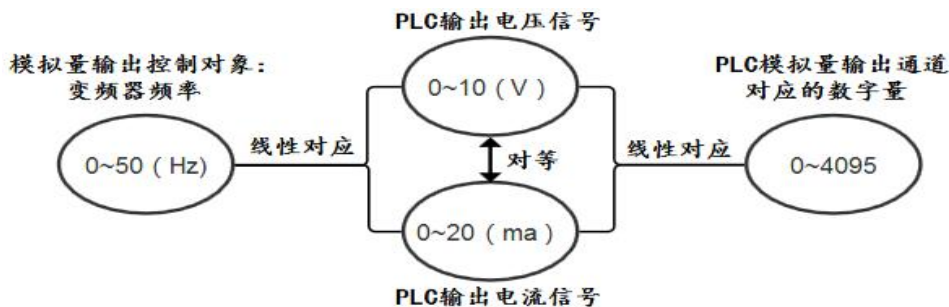 PLC输出电压信号
模拟量输出控制对象:
变频器频率
PLC模拟量输出通道
对应的数字量
0~10(V)
线性对应
线性对应
0~50(Hz)
对等
0~4095
0~20(ma)
PLC输出电流信号